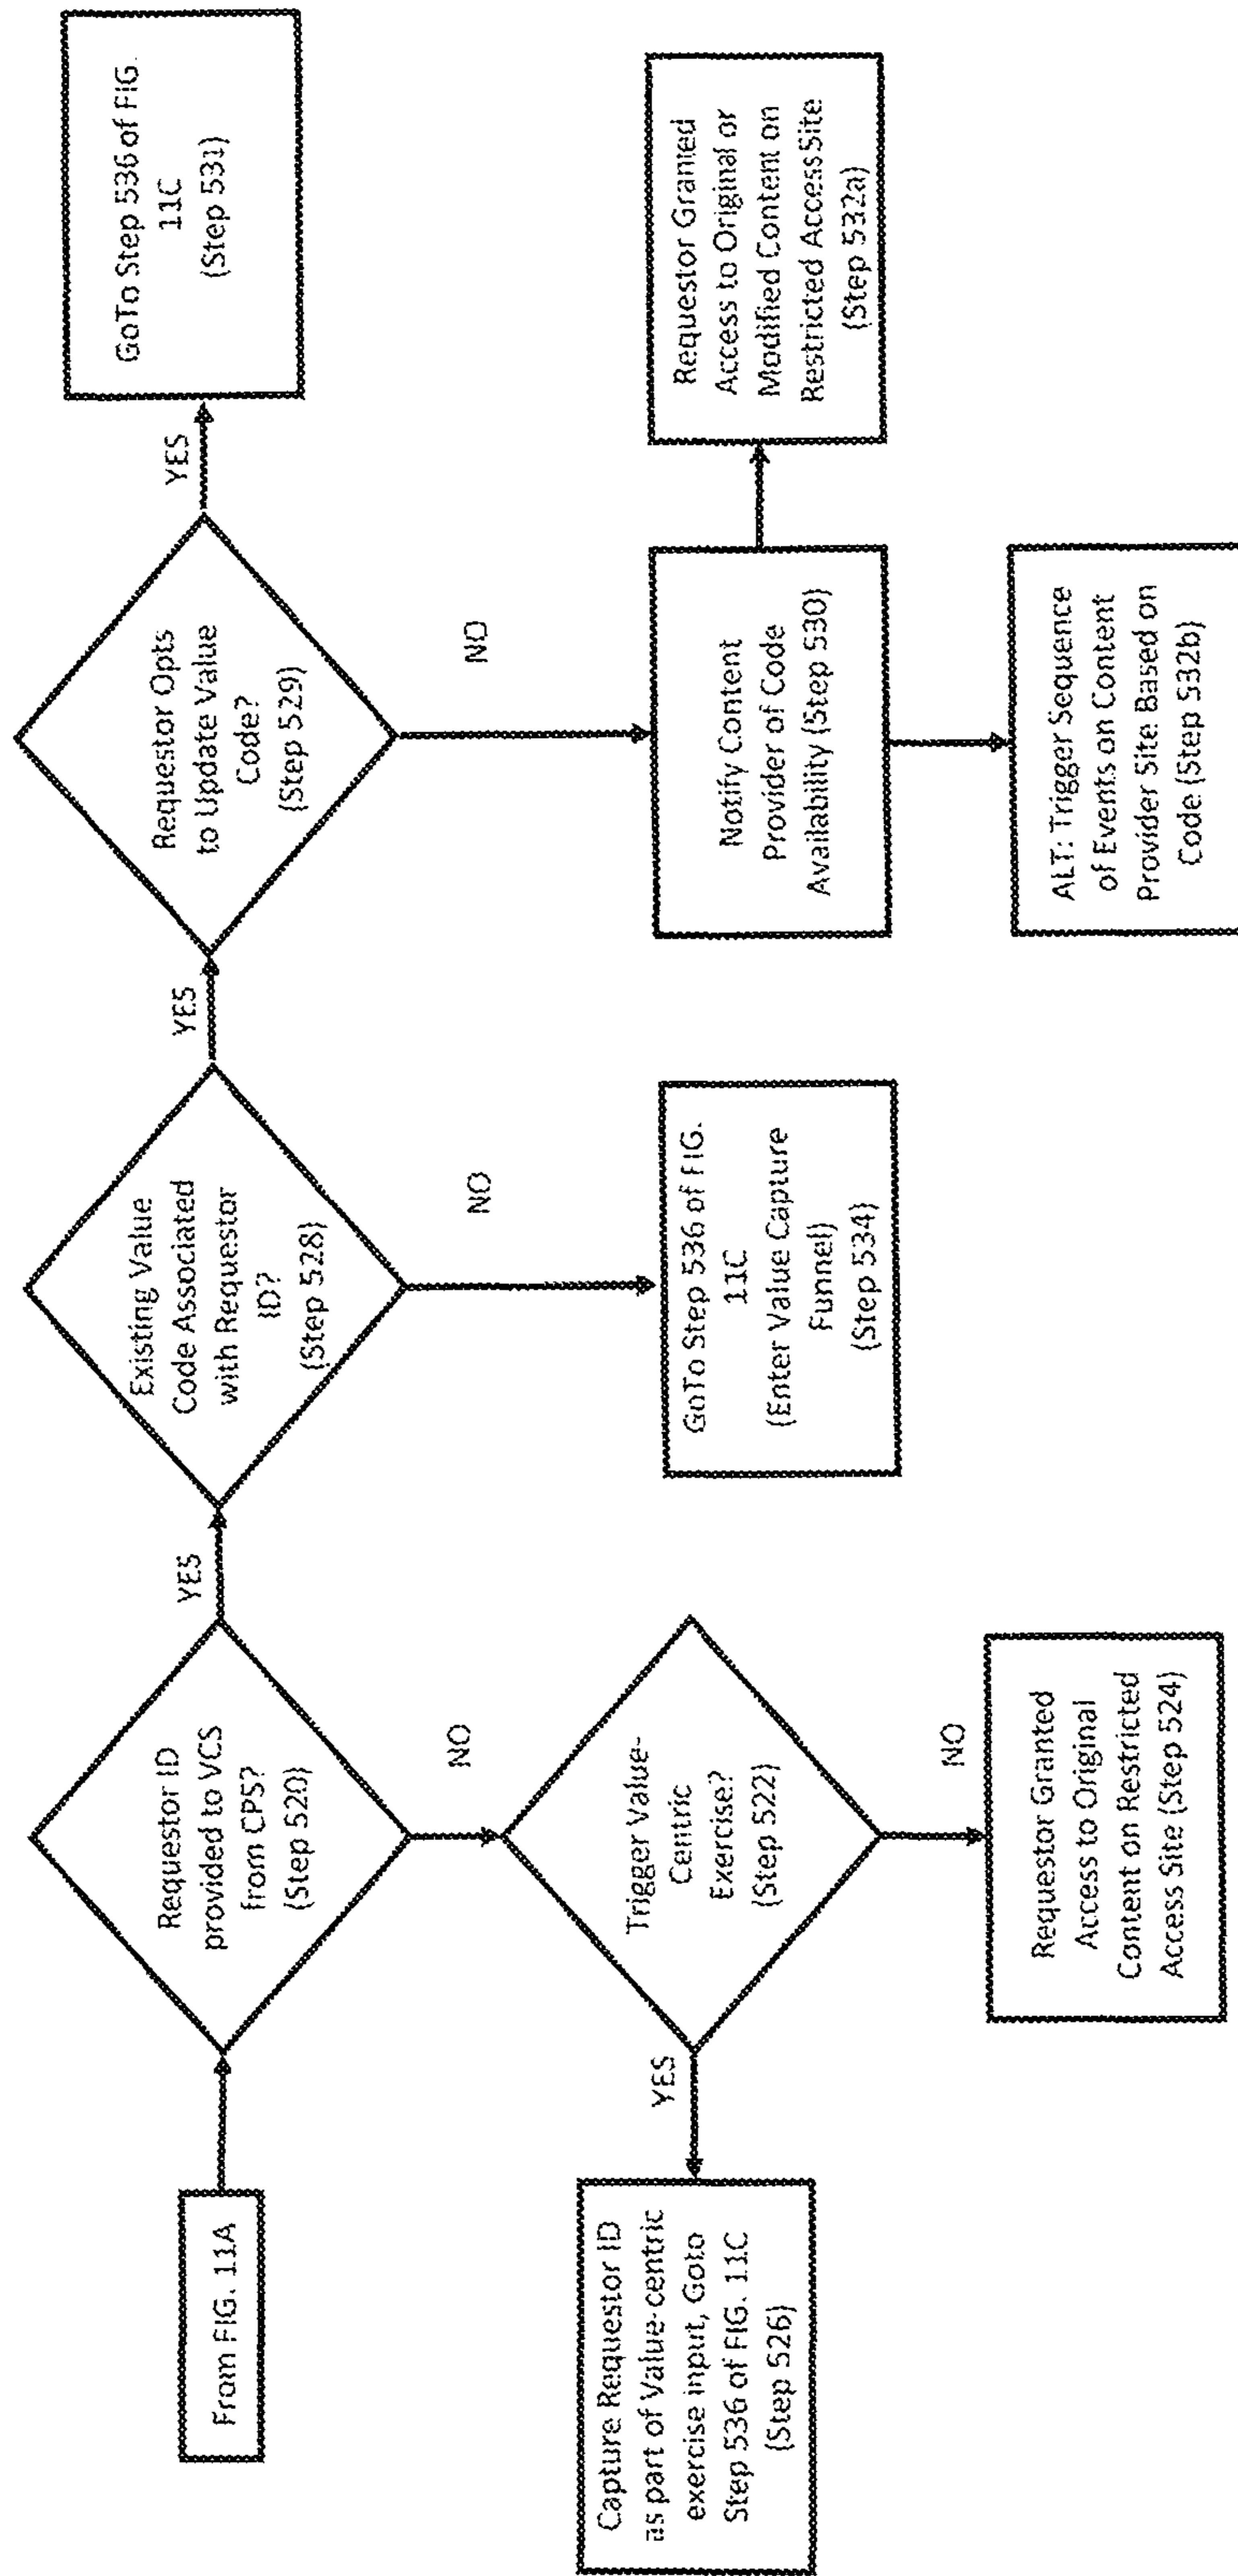 From FIG. 11A
Requestor ID
provided to VCS
from CPS?
(Step 520)
YES
NO
Existing Value
Code Associated
with Requestor
ID?
(Step 528)
YES
NO
Requestor Opts
to Update Value
Code?
(Step 529)
YES
NO
GoTo Step 536 of FIG.
11C
(Step 531)
Capture Requestor ID
as part of Value-centric
exercise input, Goto
Step 536 of FIG. 11C
(Step 526)
YES
Trigger Value-
Centric
Exercise?
(Step 522)
NO
Requestor Granted
Access to Original
Content on Restricted
Access Site (Step 524)
GoTo Step 536 of FIG.
11C
(Enter Value Capture
Funnel)
(Step 534)
Notify Content
Provider of Code
Availability (Step 530)
Requestor Granted
Access to Original or
Modified Content on
Restricted Access Site
(Step 532a)
ALT: Trigger Sequence
of Events on Content
Provider Site Based on
Code (Step 532b)